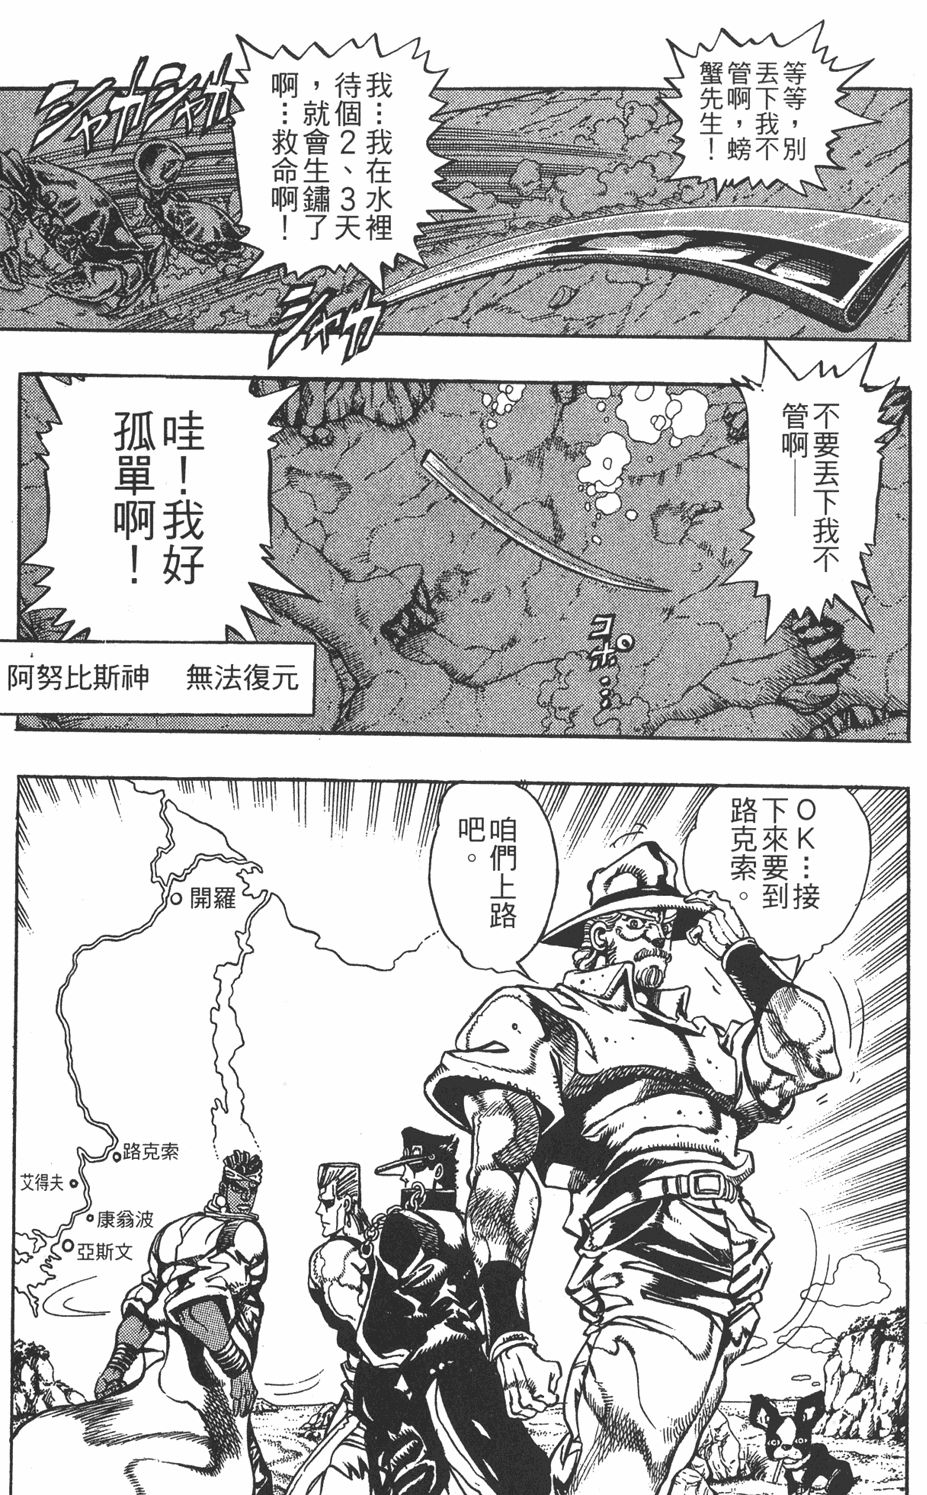 等等，別
丟下我不
管啊，螃
蟹先生！
我…我在水裡
待個2、3天
，就會生鏽了
啊…救命啊！
シャカシャカ
シャカ
不要丟下我不
管啊──
哇！我好
孤單啊！
コポ…
阿努比斯神　無法復元
OK…接
下來要到
路克索。
咱們上路
吧。
開羅
路克索
艾得夫
康翁波
亞斯文